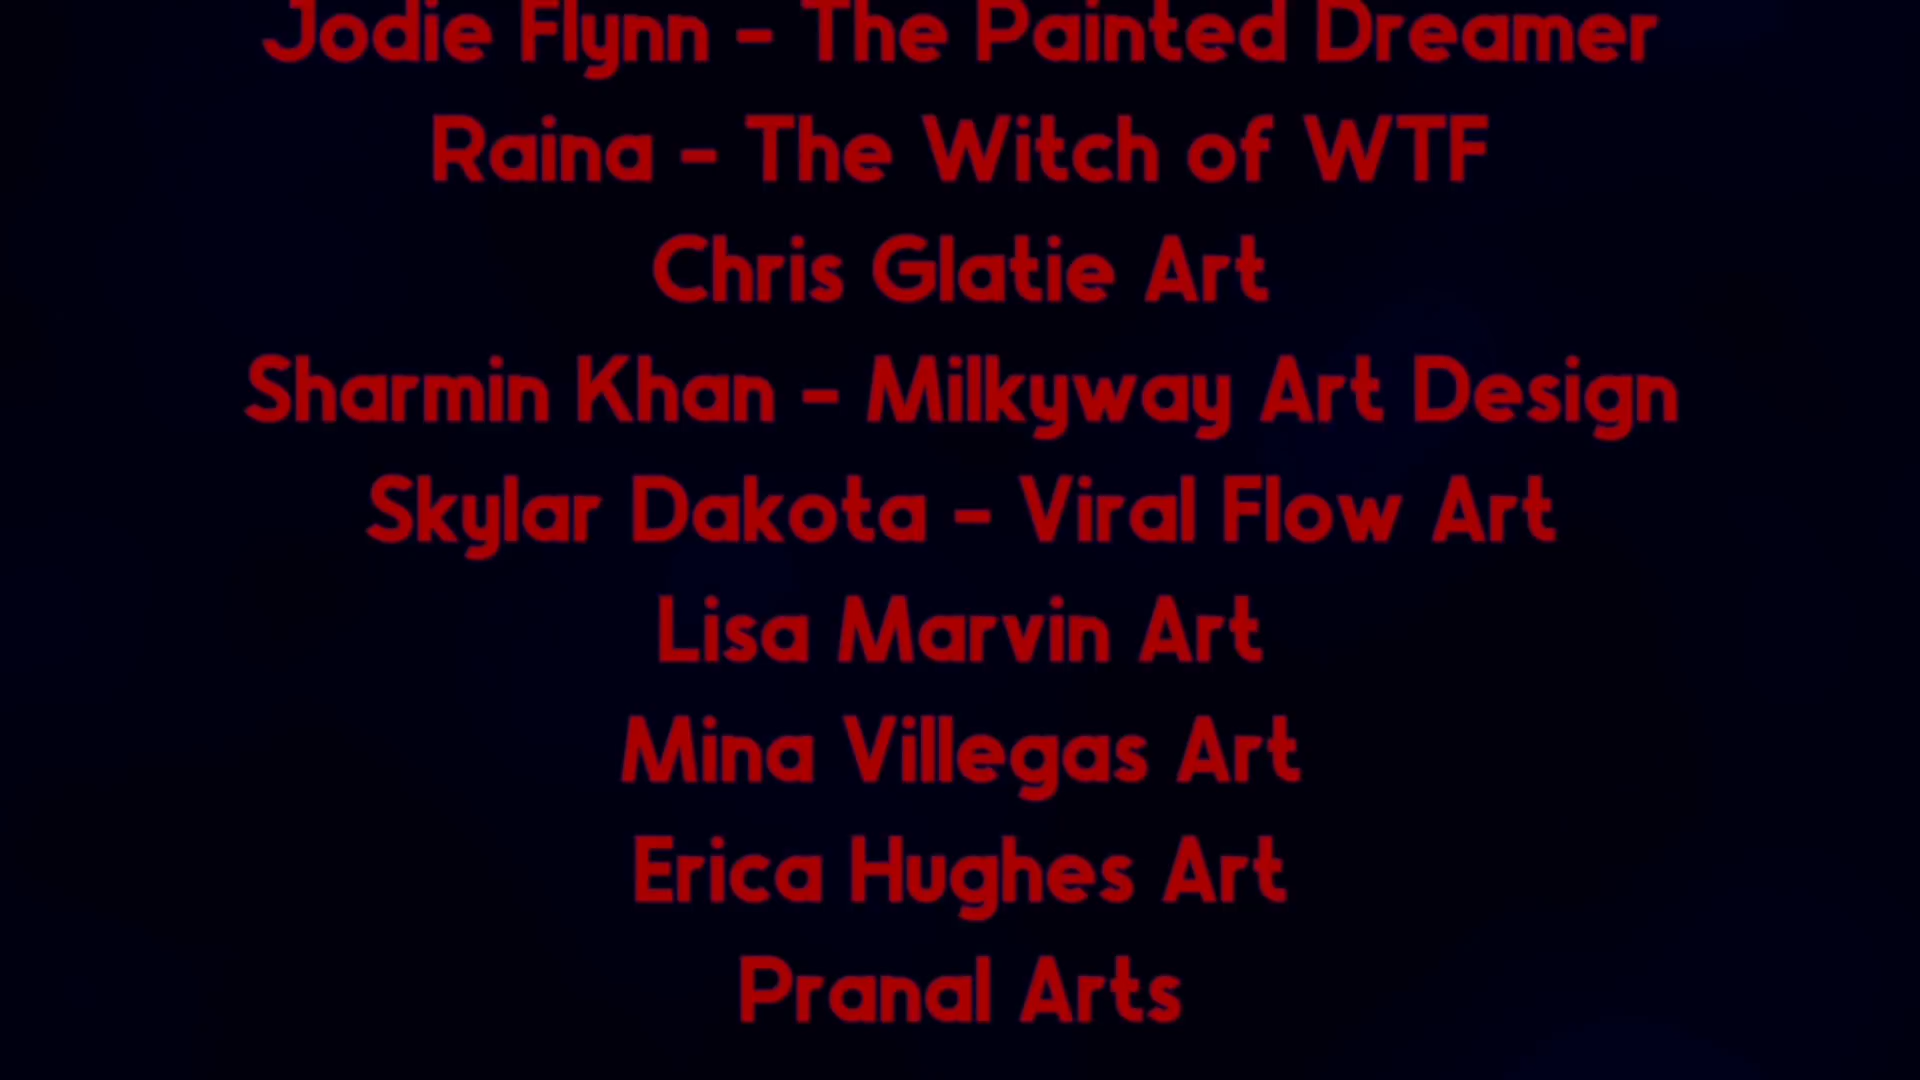 Jodie Flynn - The Painted Dreamer
Raina - The Witch of WTF
Chris Glatie Art
Sharmin Khan - Milkyway Art Design
Skylar Dakota - Viral Flow Art
Lisa Marvin Art
Mina Villegas Art
Erica Hughes Art
Pranal Arts